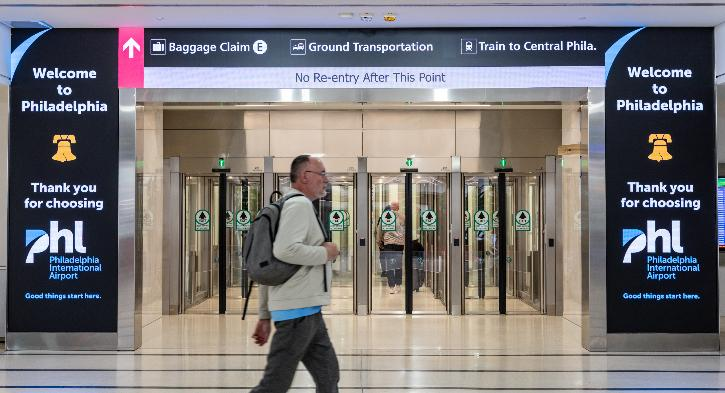 Baggage Claim E
Ground Transportation
Train to Central Phila.
No Re-entry After This Point
Welcome
to
Philadelphia
Thank you
for choosing
phl
Philadelphia
International
Airport
Good things start here.
Welcome
to
Philadelphia
Thank you
for choosing
phl
Philadelphia
International
Airport
Good things start here.